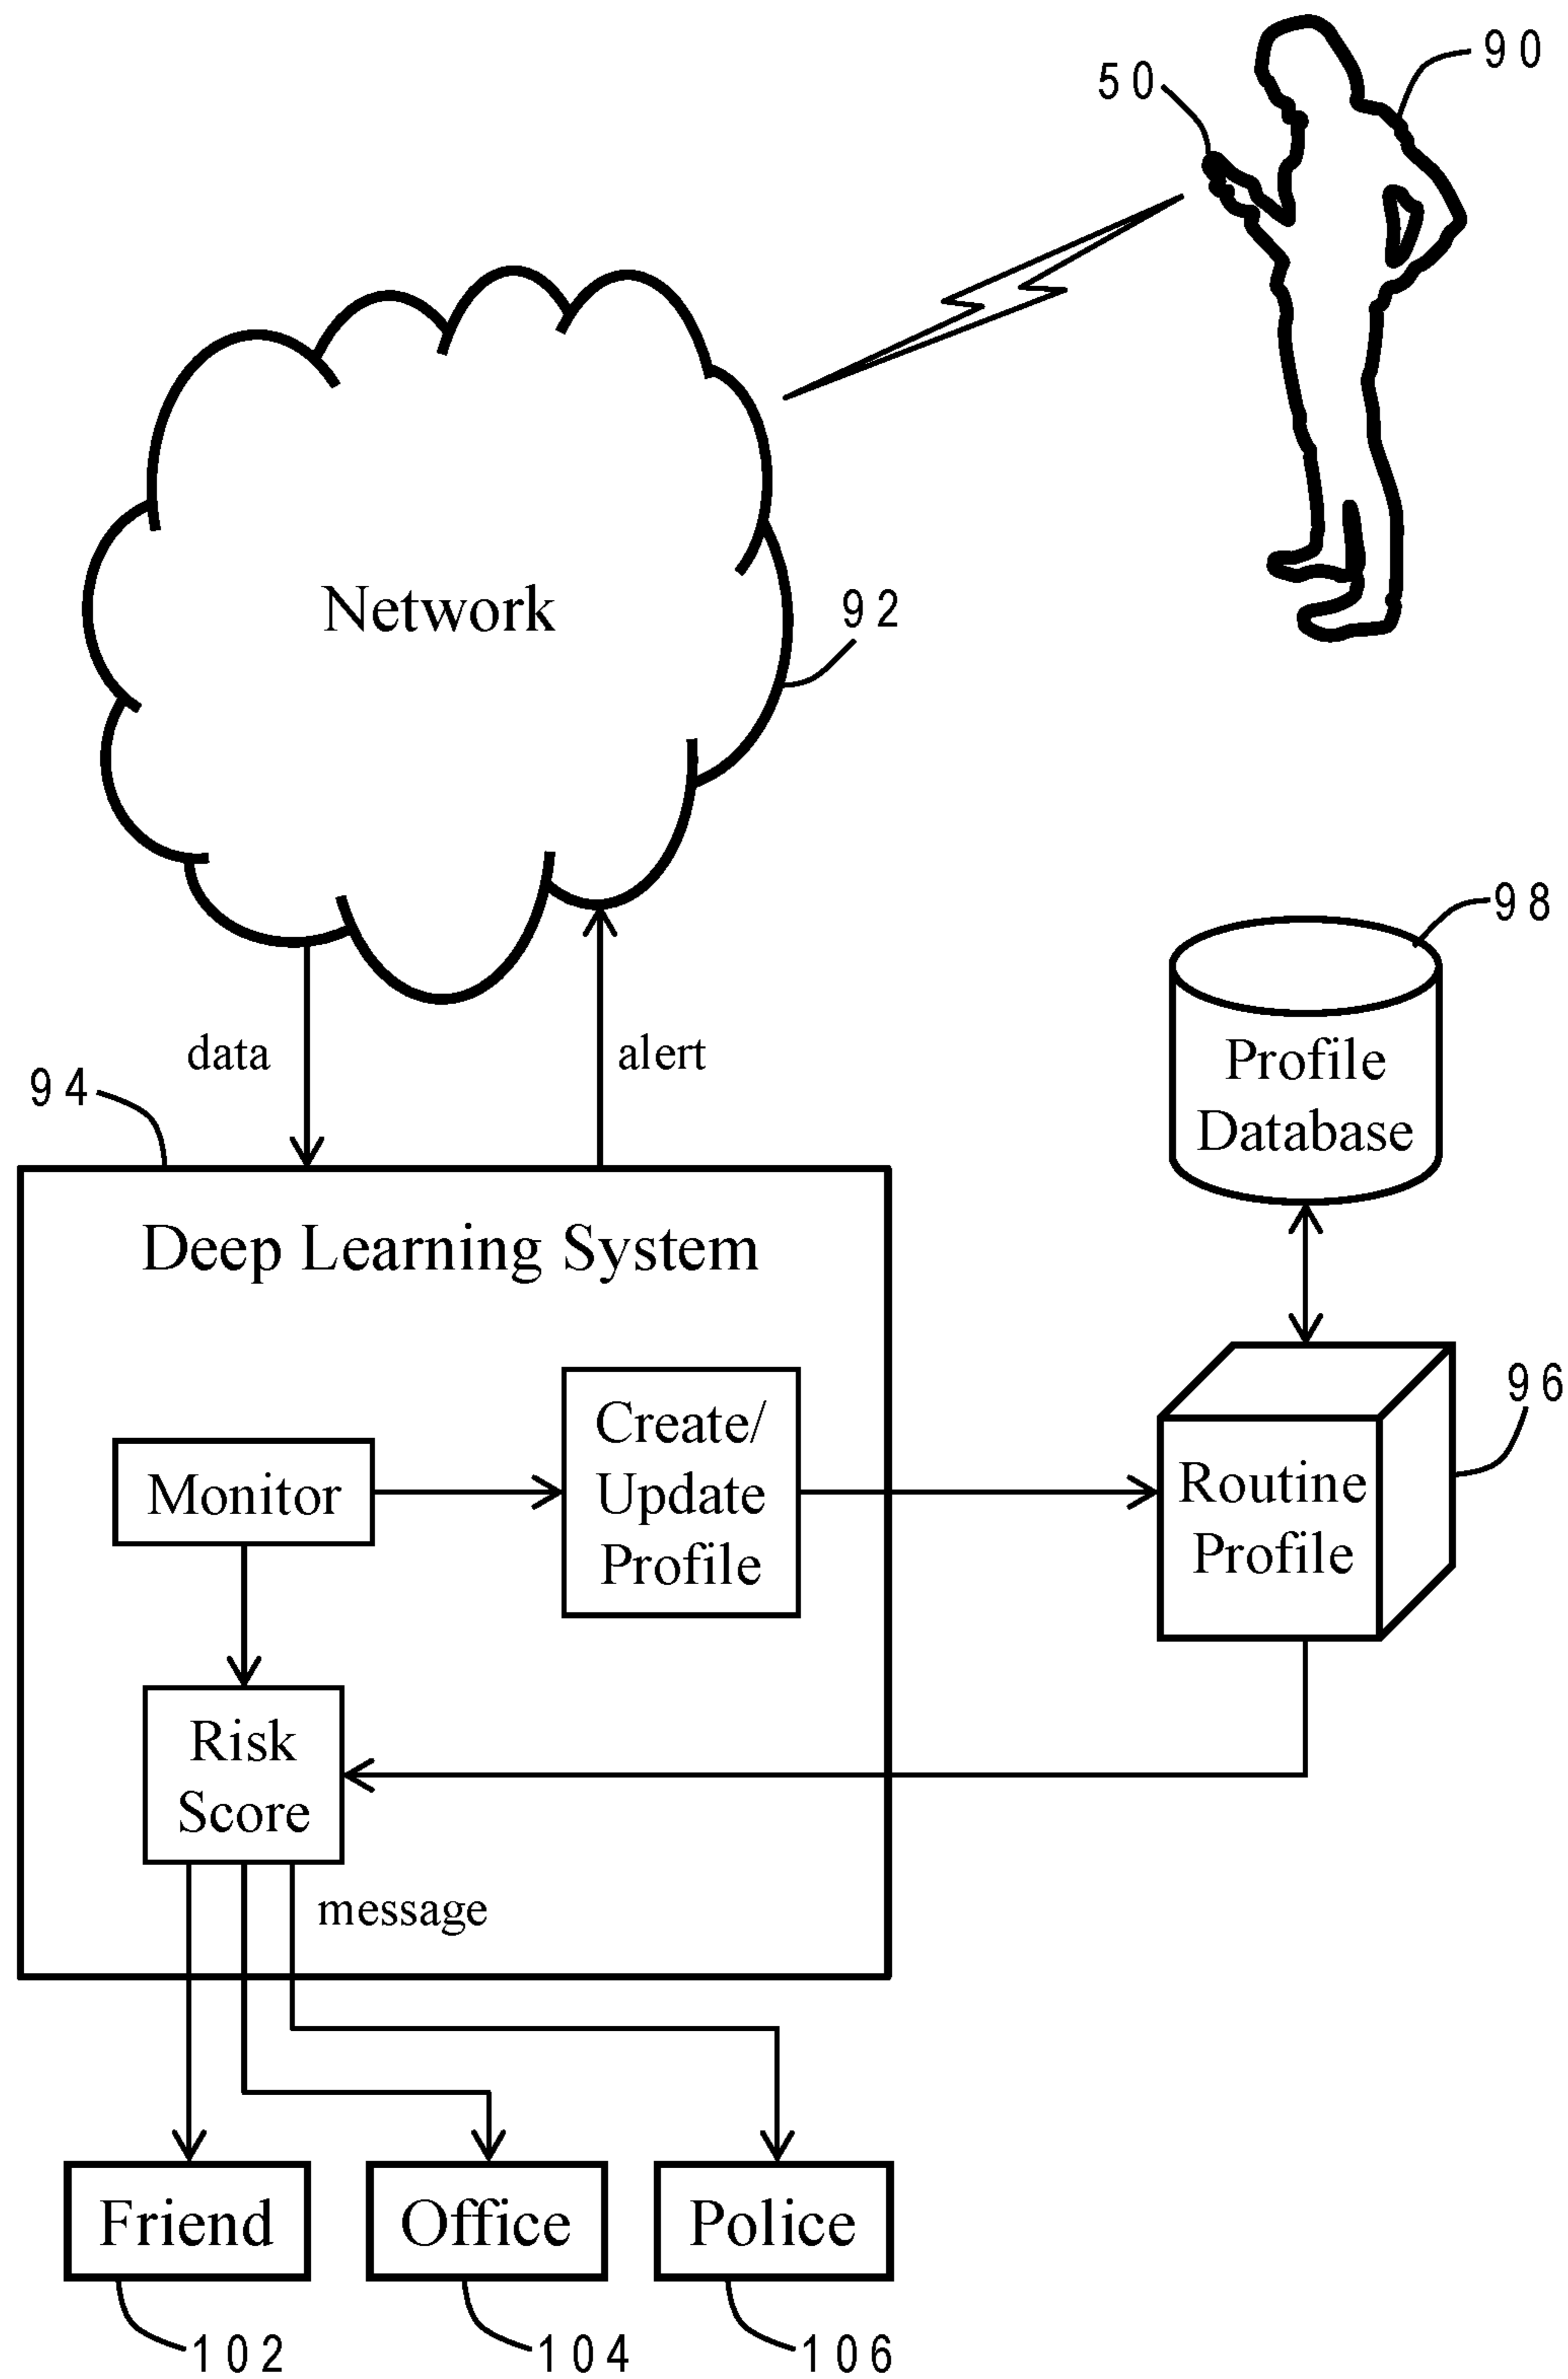 50
90
Network
92
98
Profile
Database
data
alert
94
Deep Learning System
96
Create/
Update
Profile
Monitor
Routine
Profile
Risk
Score
message
Friend
Office
Police
102
104
106